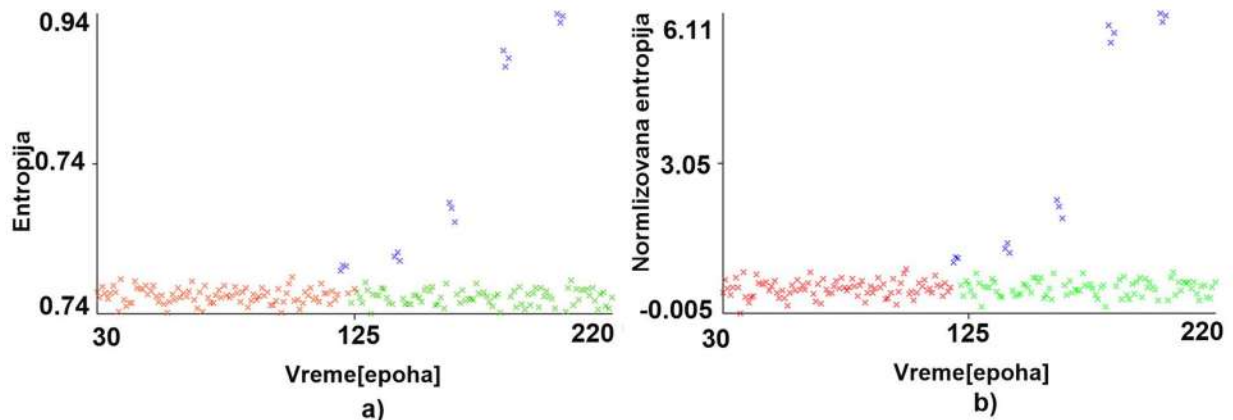 0.94
0.74
0.74
Entropija
30
125
220
Vreme[epoha]
a)
6.11
3.05
-0.005
Normlizovana entropija
30
125
220
Vreme[epoha]
b)